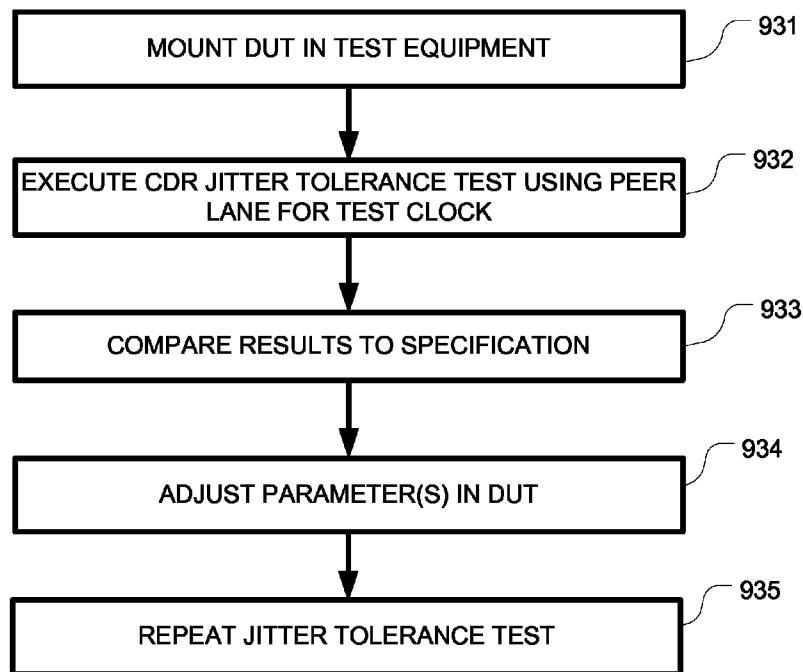 MOUNT DUT IN TEST EQUIPMENT
931
EXECUTE CDR JITTER TOLERANCE TEST USING PEER
LANE FOR TEST CLOCK
932
COMPARE RESULTS TO SPECIFICATION
933
ADJUST PARAMETER(S) IN DUT
934
REPEAT JITTER TOLERANCE TEST
935